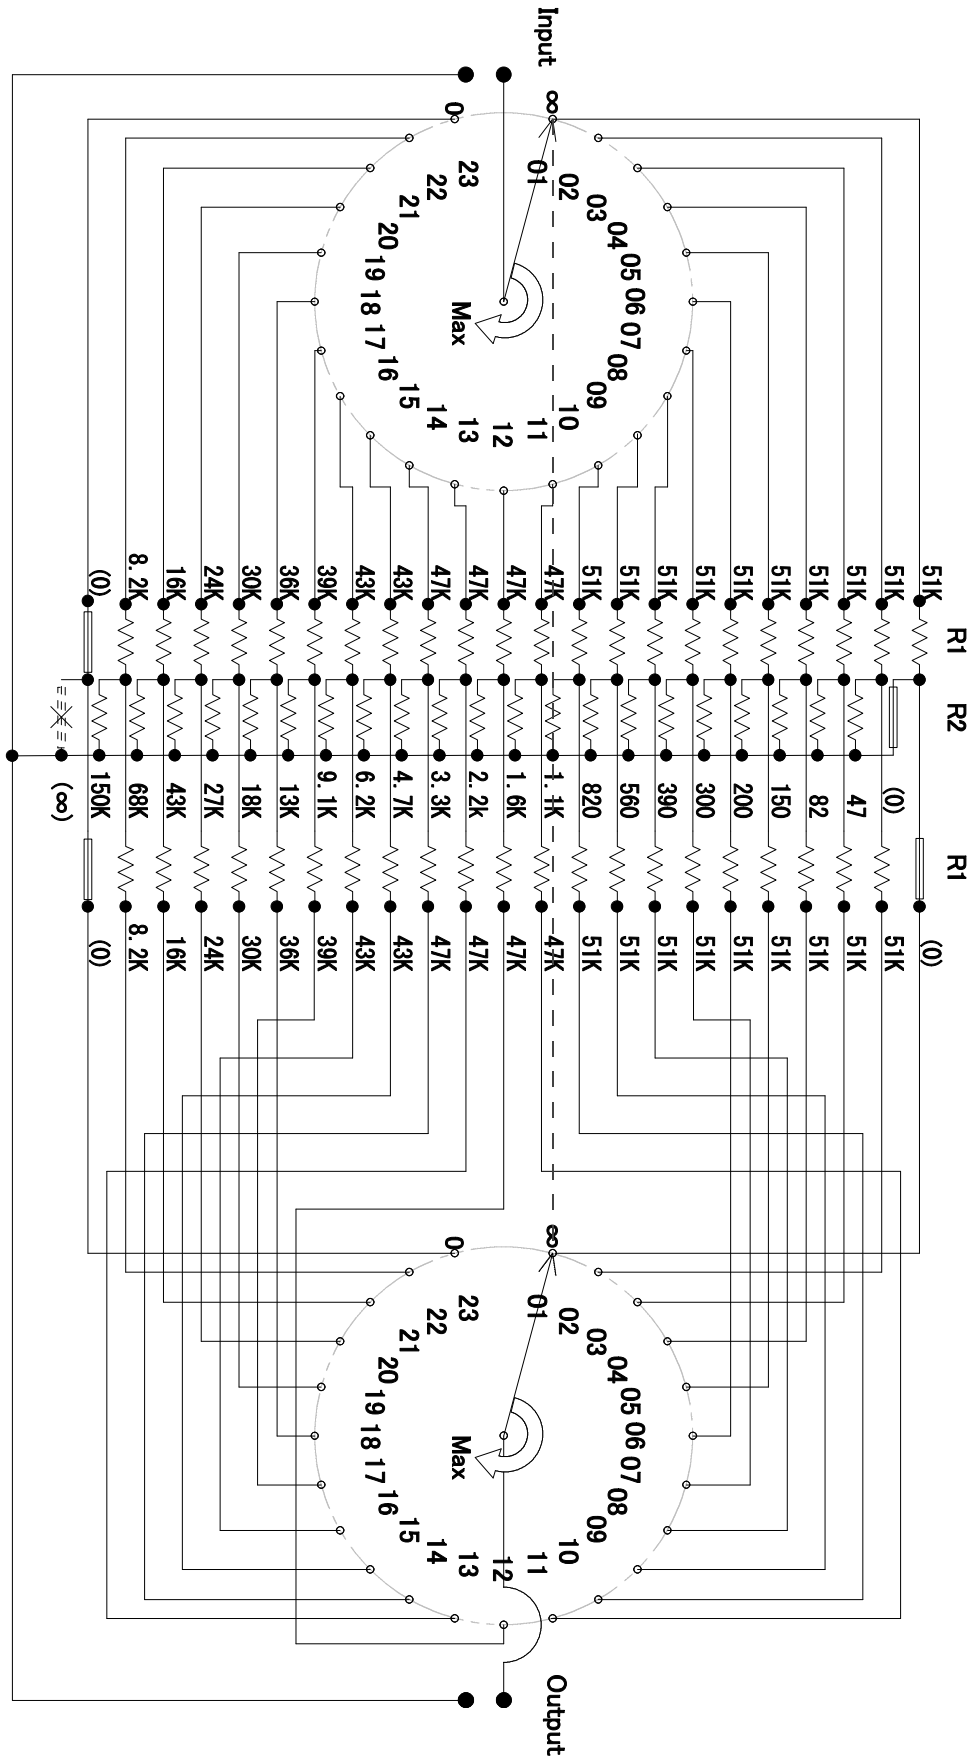 Input
∞
0
01
02
03
04
05
06
07
08
09
10
11
12
13
14
15
16
17
18
19
20
21
22
23
Max
R1
51K
51K
51K
51K
51K
51K
51K
51K
51K
51K
47K
47K
47K
47K
43K
43K
39K
36K
30K
24K
16K
8.2K
(0)
R2
(0)
47
82
150
200
300
390
560
820
1.1K
1.6K
2.2k
3.3K
4.7K
6.2K
9.1K
13K
18K
27K
43K
68K
150K
(∞)
R1
(0)
51K
51K
51K
51K
51K
51K
51K
51K
51K
47K
47K
47K
47K
43K
43K
39K
36K
30K
24K
16K
8.2K
(0)
∞
0
01
02
03
04
05
06
07
08
09
10
11
12
13
14
15
16
17
18
19
20
21
22
23
Max
Output